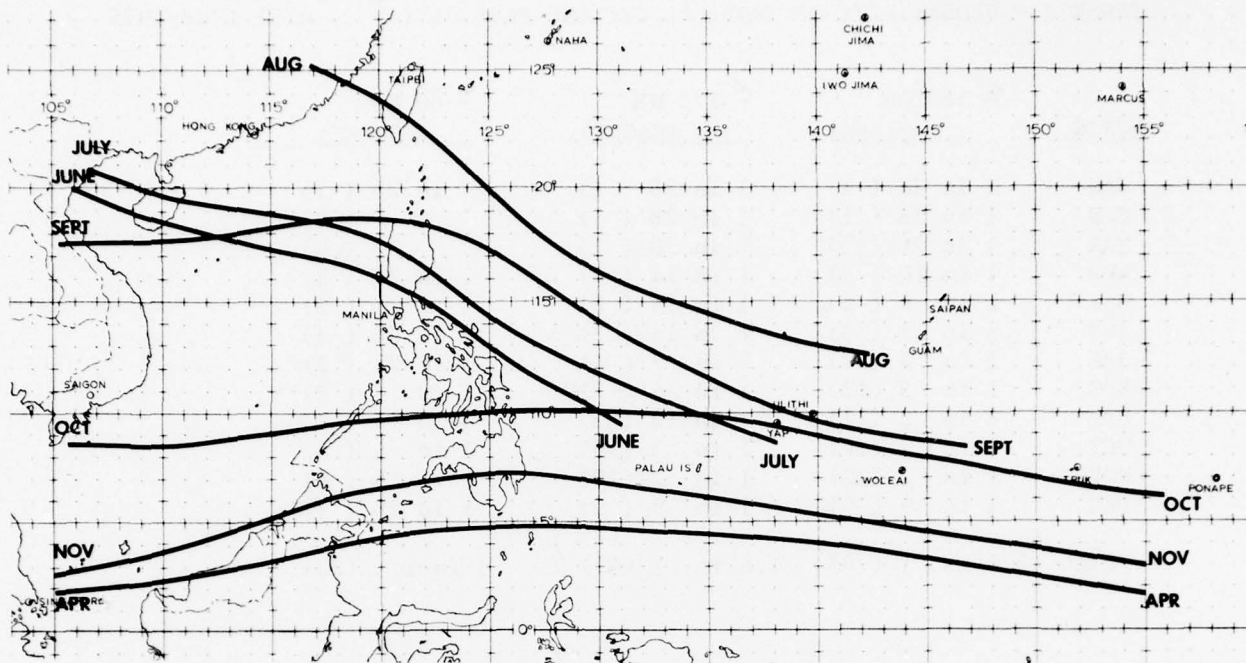 NAHA
CHICHI
JIMA
AUG
25°
TAIPEI
IWO JIMA
MARCUS
105°
110°
115°
120°
125°
130°
135°
140°
145°
150°
155°
HONG KONG
JULY
JUNE
20°
SEPT
15°
SAIPAN
MANILA
GUAM
AUG
SAIGON
10°
ULITHI
OCT
YAP
JUNE
SEPT
JULY
PALAU IS
WOLEAI
TRUK
PONAPE
OCT
5°
NOV
NOV
SINGAPORE
APR
APR
0°